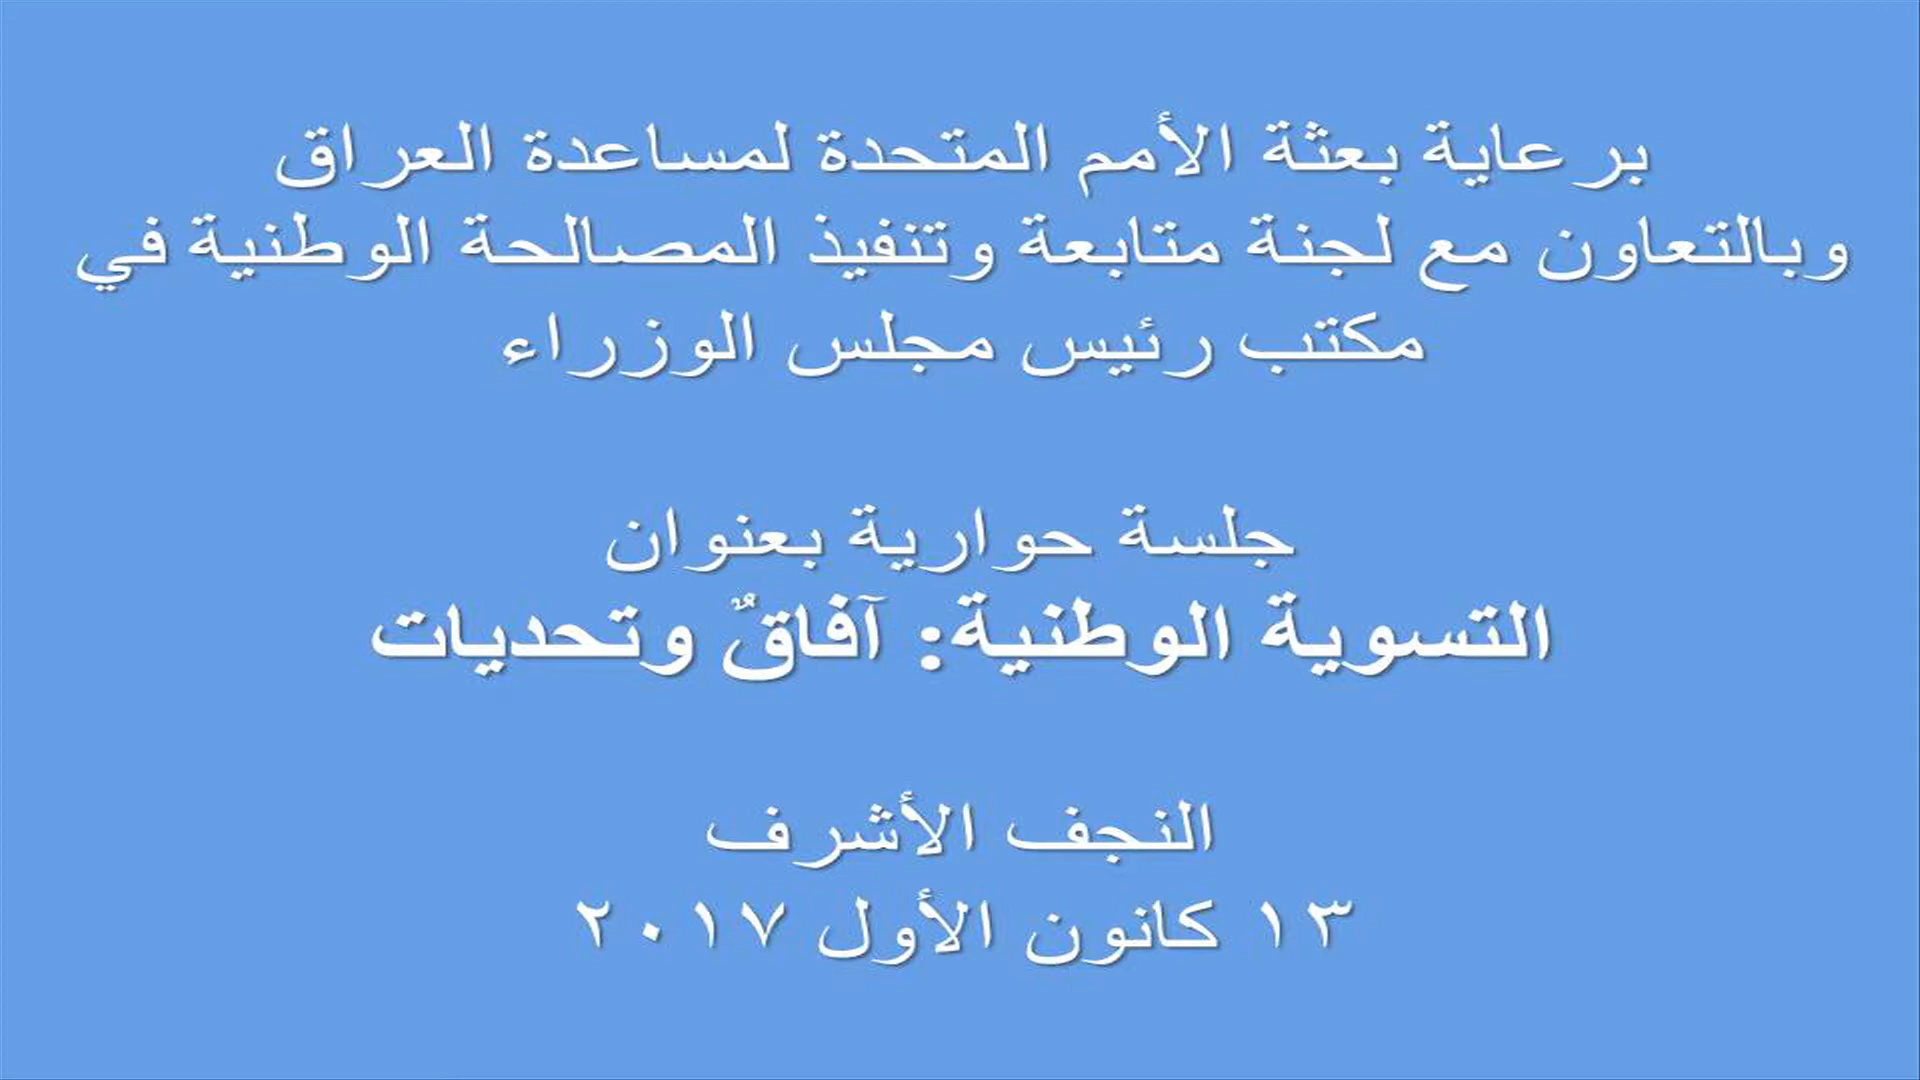 برعاية بعثة الأمم المتحدة لمساعدة العراق
وبالتعاون مع لجنة متابعة وتنفيذ المصالحة الوطنية في
مكتب رئيس مجلس الوزراء
جلسة حوارية بعنوان
التسوية الوطنية: آفاقٌ وتحديات
النجف الأشرف
١٣ كانون الأول ٢٠١٧